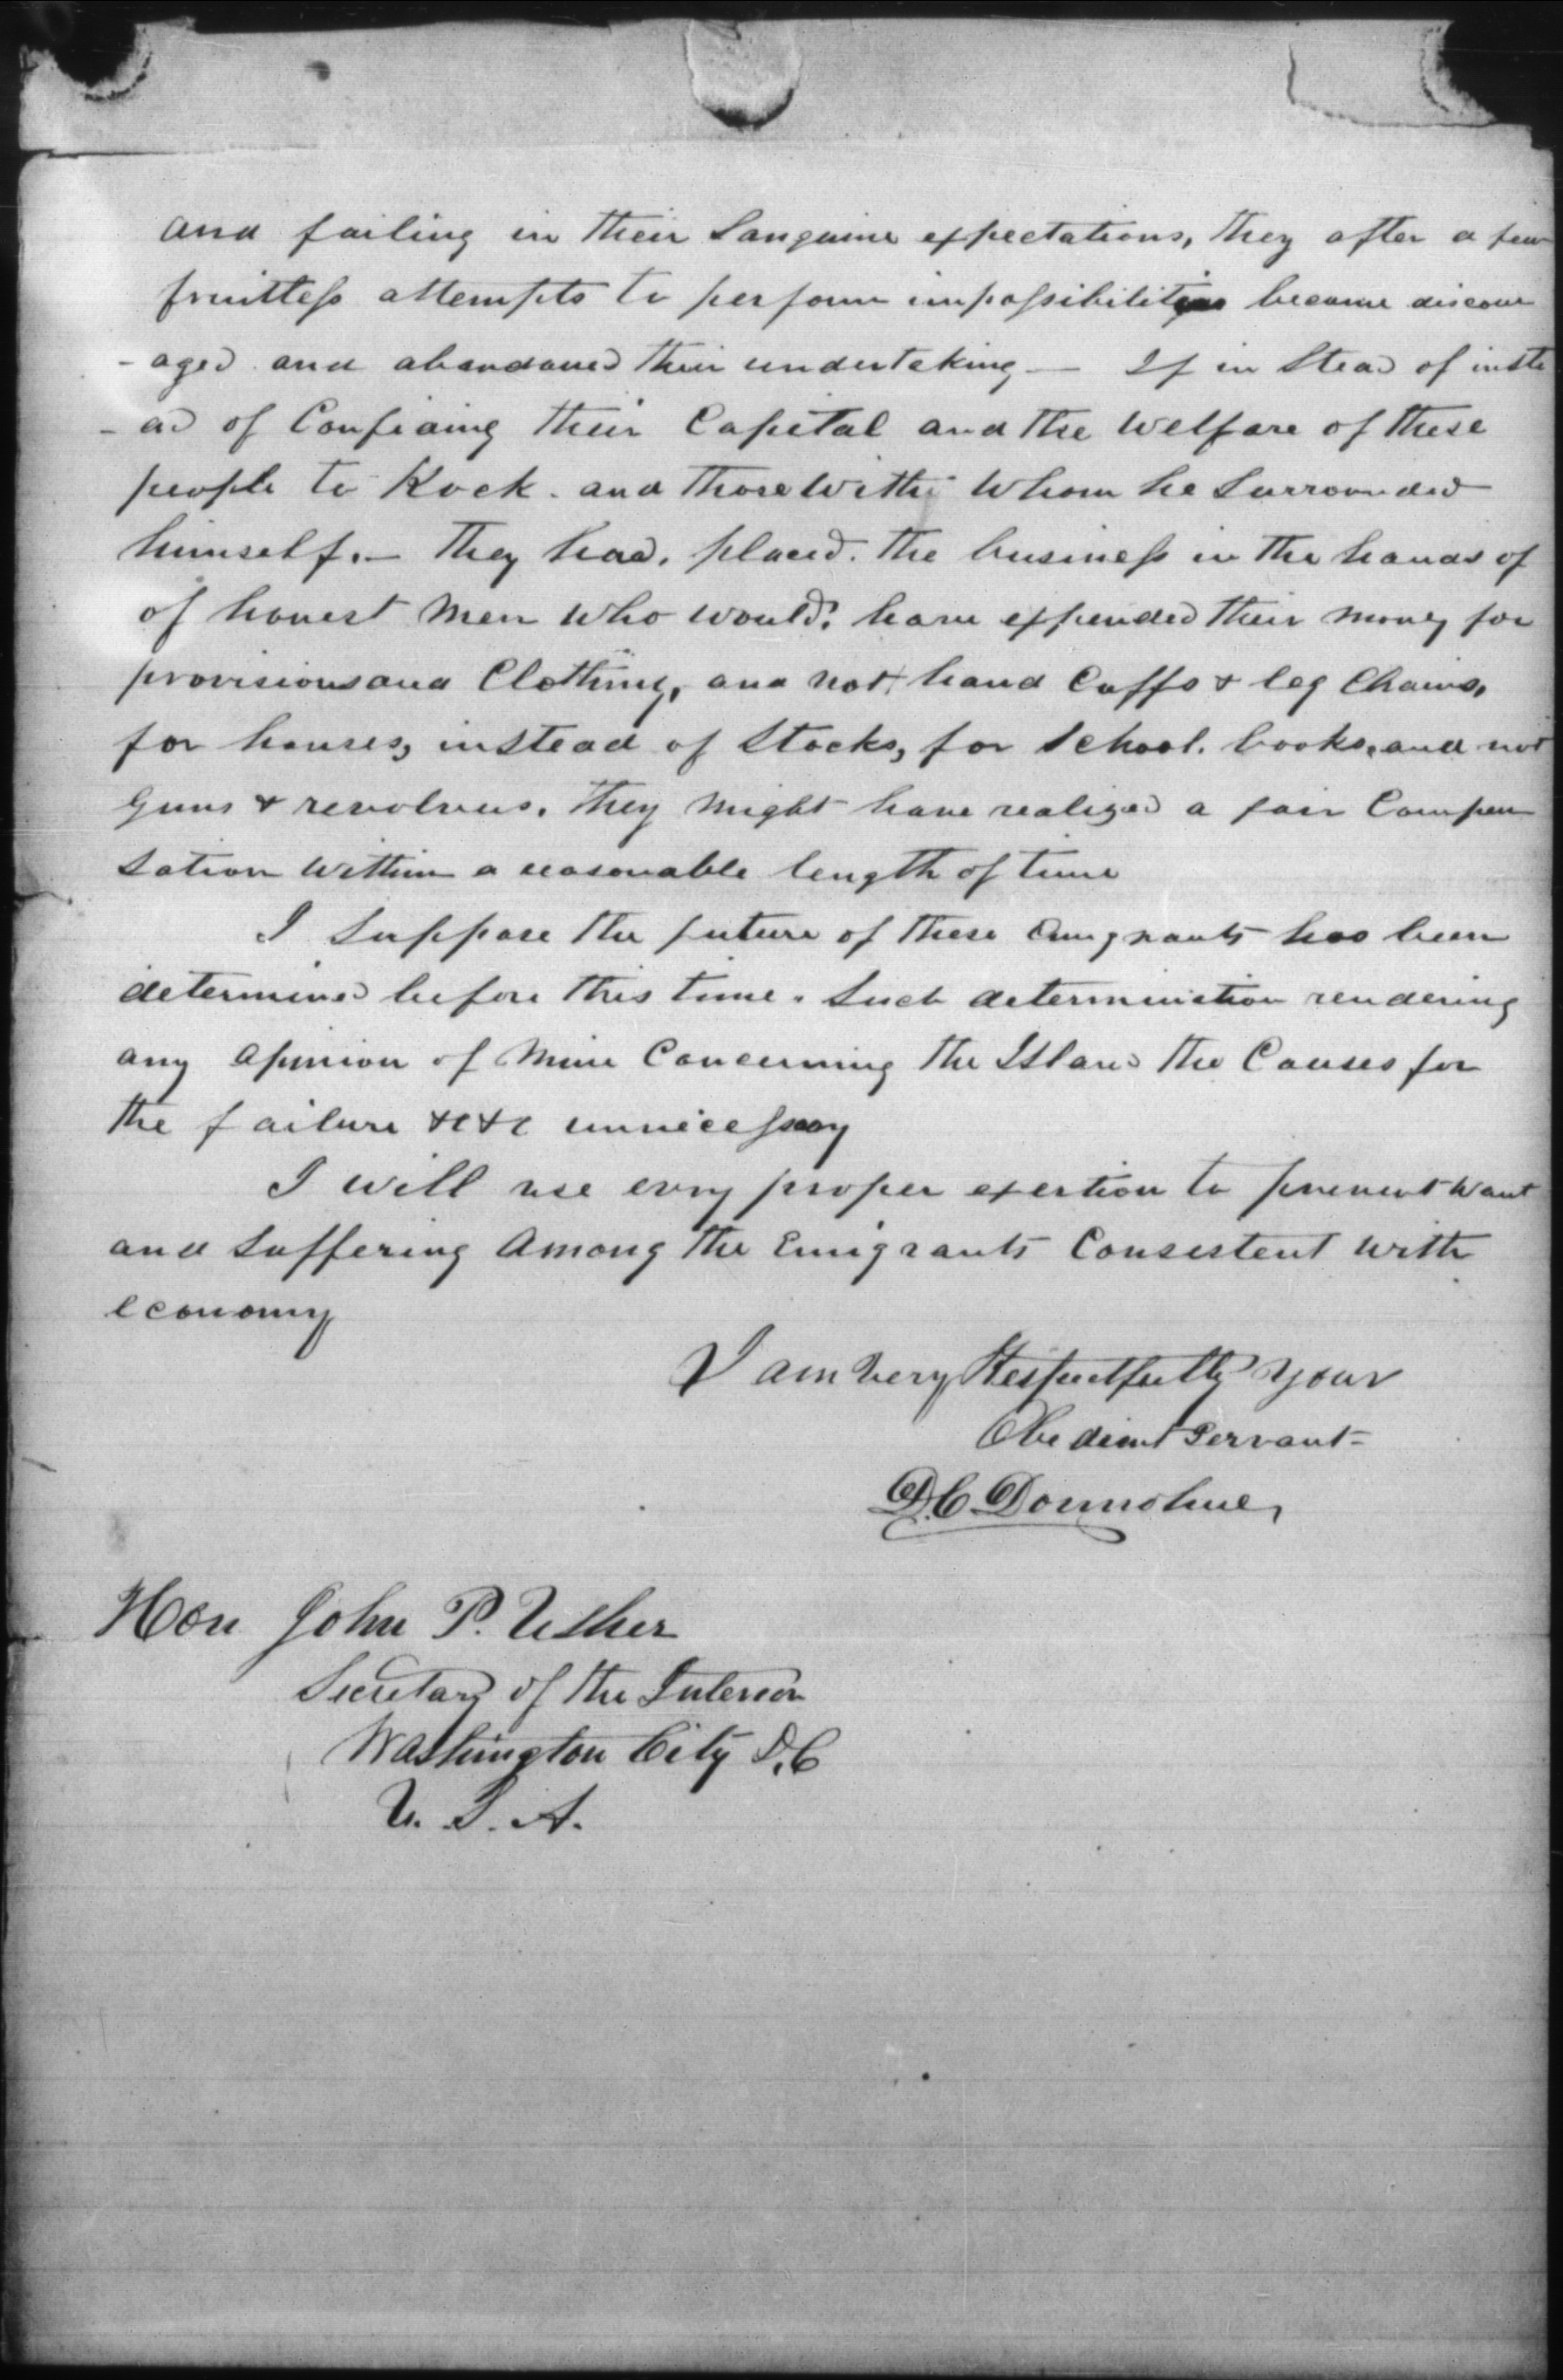 and failing in their Sanguine expectations, they after a few
fruitless attempts to perform impossibilities became discour
- aged and abandoned their undertaking — If in Stead of inste
- ad of Confiding their Capital and the Welfare of these
people to Kock. and those with Whom he Surrounded
himself. — They had, placed. the business in the hands of
of honest Men Who would, have expended their money for
provisions and Clothing, and not hand Cuffs & leg Chains,
for houses, instead of Stocks, for School. books, and not
Guns & revolvers. they Might have realized a fair Compen
sation Within a reasonable length of time
I Suppose the future of these Emigrants has been
determined before this time. Such determination rendering
any Opinion of Mine Concerning the Island the Causes for
the failure &c &c unnecessary
I will use every proper exertion to prevent Want
and Suffering Among the Emigrants Consistent With
economy
I am very Respectfully your
Obedient Servant-
D.C Donnohue,
Hon John P. Usher
Secretary of the Interior
Washington City D.C
U. S. A.